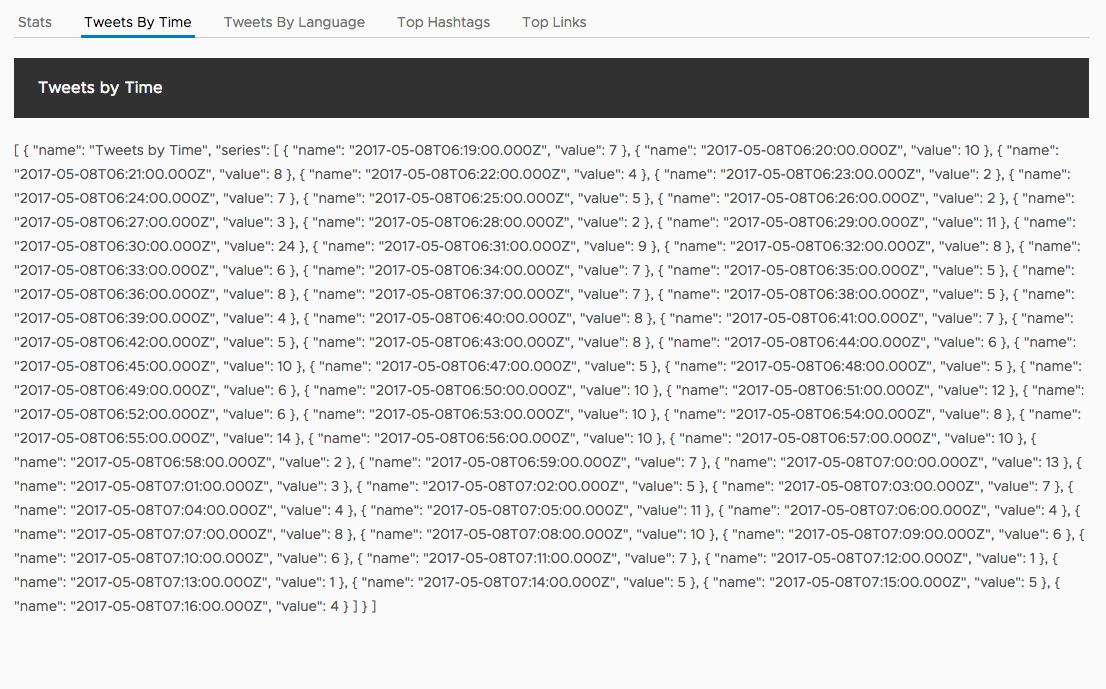 Stats Tweets By Time Tweets By Language Top Hashtags Top Links
Tweets by Time
[ { "name": "Tweets by Time", "series": [ { "name": "2017-05-08T06:19:00.000Z", "value": 7 }, { "name": "2017-05-08T06:20:00.000Z", "value": 10 }, { "name":
"2017-05-08T06:21:00.000Z", "value": 8 }, { "name": "2017-05-08T06:22:00.000Z", "value": 4 }, { "name": "2017-05-08T06:23:00.000Z", "value": 2 }, { "name":
"2017-05-08T06:24:00.000Z", "value": 7 }, { "name": "2017-05-08T06:25:00.000Z", "value": 5 }, { "name": "2017-05-08T06:26:00.000Z", "value": 2 }, { "name":
"2017-05-08T06:27:00.000Z", "value": 3 }, { "name": "2017-05-08T06:28:00.000Z", "value": 2 }, { "name": "2017-05-08T06:29:00.000Z", "value": 11 }, { "name":
"2017-05-08T06:30:00.000Z", "value": 24 }, { "name": "2017-05-08T06:31:00.000Z", "value": 9 }, { "name": "2017-05-08T06:32:00.000Z", "value": 8 }, { "name":
"2017-05-08T06:33:00.000Z", "value": 6 }, { "name": "2017-05-08T06:34:00.000Z", "value": 7 }, { "name": "2017-05-08T06:35:00.000Z", "value": 5 }, { "name":
"2017-05-08T06:36:00.000Z", "value": 8 }, { "name": "2017-05-08T06:37:00.000Z", "value": 7 }, { "name": "2017-05-08T06:38:00.000Z", "value": 5 }, { "name":
"2017-05-08T06:39:00.000Z", "value": 4 }, { "name": "2017-05-08T06:40:00.000Z", "value": 8 }, { "name": "2017-05-08T06:41:00.000Z", "value": 7 }, { "name":
"2017-05-08T06:42:00.000Z", "value": 5 }, { "name": "2017-05-08T06:43:00.000Z", "value": 8 }, { "name": "2017-05-08T06:44:00.000Z", "value": 6 }, { "name":
"2017-05-08T06:45:00.000Z", "value": 10 }, { "name": "2017-05-08T06:47:00.000Z", "value": 5 }, { "name": "2017-05-08T06:48:00.000Z", "value": 5 }, { "name":
"2017-05-08T06:49:00.000Z", "value": 6 }, { "name": "2017-05-08T06:50:00.000Z", "value": 10 }, { "name": "2017-05-08T06:51:00.000Z", "value": 12 }, { "name":
"2017-05-08T06:52:00.000Z", "value": 6 }, { "name": "2017-05-08T06:53:00.000Z", "value": 10 }, { "name": "2017-05-08T06:54:00.000Z", "value": 8 }, { "name":
"2017-05-08T06:55:00.000Z", "value": 14 }, { "name": "2017-05-08T06:56:00.000Z", "value": 10 }, { "name": "2017-05-08T06:57:00.000Z", "value": 10 }, {
"name": "2017-05-08T06:58:00.000Z", "value": 2 }, { "name": "2017-05-08T06:59:00.000Z", "value": 7 }, { "name": "2017-05-08T07:00:00.000Z", "value": 13 }, {
"name": "2017-05-08T07:01:00.000Z", "value": 3 }, { "name": "2017-05-08T07:02:00.000Z", "value": 5 }, { "name": "2017-05-08T07:03:00.000Z", "value": 7 }, {
"name": "2017-05-08T07:04:00.000Z", "value": 4 }, { "name": "2017-05-08T07:05:00.000Z", "value": 11 }, { "name": "2017-05-08T07:06:00.000Z", "value": 4 }, {
"name": "2017-05-08T07:07:00.000Z", "value": 8 }, { "name": "2017-05-08T07:08:00.000Z", "value": 10 }, { "name": "2017-05-08T07:09:00.000Z", "value": 6 }, {
"name": "2017-05-08T07:10:00.000Z", "value": 6 }, { "name": "2017-05-08T07:11:00.000Z", "value": 7 }, { "name": "2017-05-08T07:12:00.000Z", "value": 1 }, {
"name": "2017-05-08T07:13:00.000Z", "value": 1 }, { "name": "2017-05-08T07:14:00.000Z", "value": 5 }, { "name": "2017-05-08T07:15:00.000Z", "value": 5 }, {
"name": "2017-05-08T07:16:00.000Z", "value": 4 } ] } ]